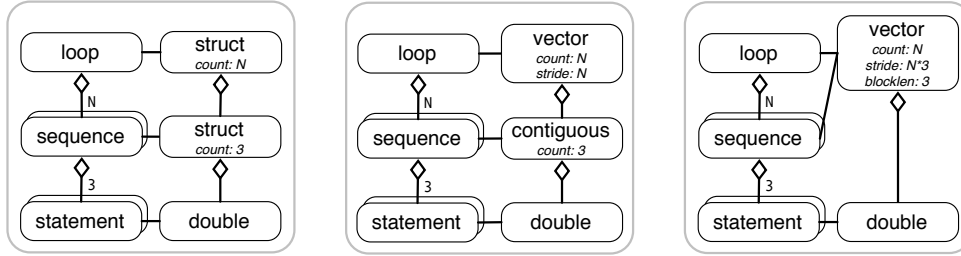 loop
struct
count: N
N
sequence
struct
count: 3
3
statement
double
loop
vector
count: N
stride: N
N
sequence
contiguous
count: 3
3
statement
double
loop
vector
count: N
stride: N*3
blocklen: 3
N
sequence
3
statement
double